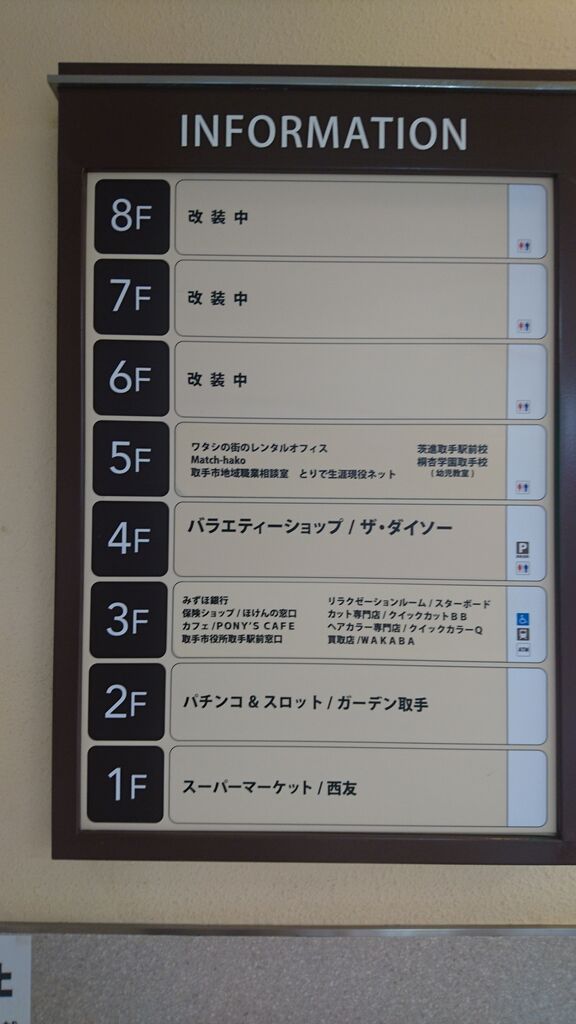 INFORMATION
8F
改装中
7F
改装中
6F
改装中
5F
ワタシの街のレンタルオフィス
Match-hako
取手市地域職業相談室 とりで生涯現役ネット
茨進取手駅前校
桐杏学園取手校
(幼児教室)
4F
バラエティーショップ / ザ・ダイソー
P
3F
みずほ銀行
保険ショップ / ほけんの窓口
カフェ / PONY'S CAFE
取手市役所取手駅前窓口
リラクゼーションルーム / スターボード
カット専門店 / クイックカットBB
ヘアカラー専門店 / クイックカラーQ
買取店 / WAKABA
ATM
2F
パチンコ & スロット / ガーデン取手
1F
スーパーマーケット / 西友